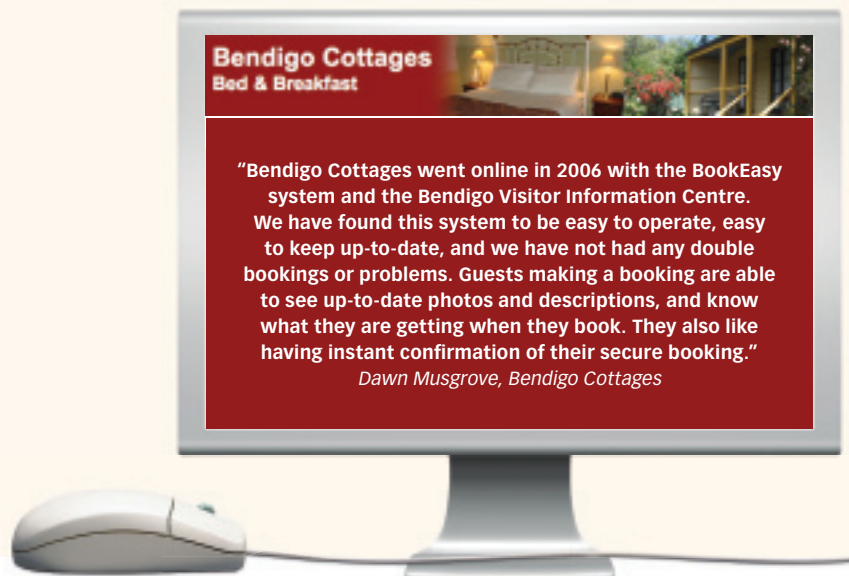 Bendigo Cottages
Bed & Breakfast
“Bendigo Cottages went online in 2006 with the BookEasy
system and the Bendigo Visitor Information Centre.
We have found this system to be easy to operate, easy
to keep up-to-date, and we have not had any double
bookings or problems. Guests making a booking are able
to see up-to-date photos and descriptions, and know
what they are getting when they book. They also like
having instant confirmation of their secure booking.”
Dawn Musgrove, Bendigo Cottages